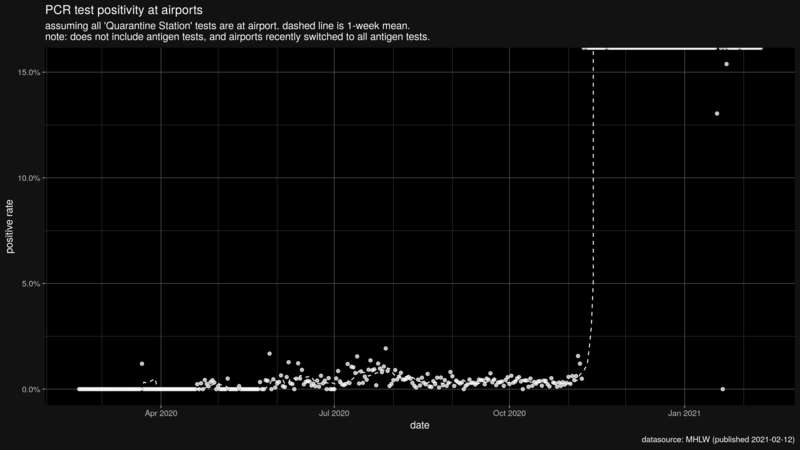 PCR test positivity at airports
assuming all 'Quarantine Station' tests are at airport. dashed line is 1-week mean.
note: does not include antigen tests, and airports recently switched to all antigen tests.
15.0%
10.0%
5.0%
0.0%
positive rate
Apr 2020
Jul 2020
Oct 2020
Jan 2021
date
datasource: MHLW (published 2021-02-12)